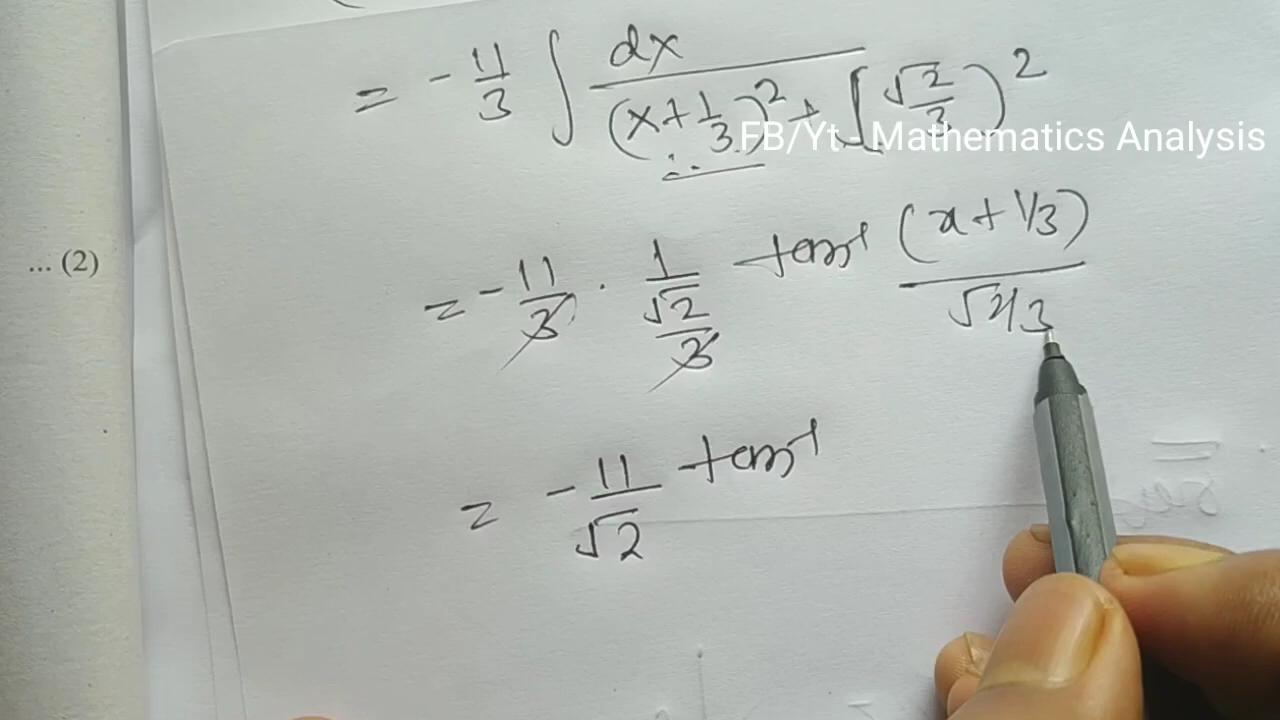 = -11/3 ∫ dx / (x+1/3)² + [√2/3)²
FB/Yt - Mathematics Analysis
= -11/3 · 1/(√2/3) tan⁻¹ (x+1/3) / √2/3
... (2)
= -11/√2 tan⁻¹